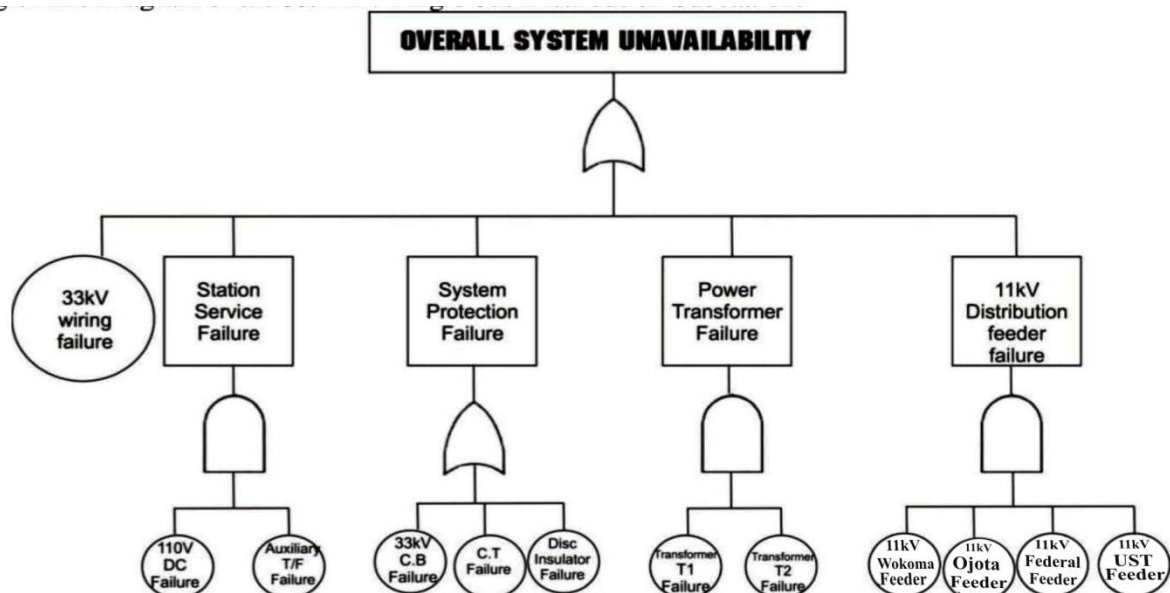 OVERALL SYSTEM UNAVAILABILITY
33kV
wiring
failure
Station
Service
Failure
System
Protection
Failure
Power
Transformer
Failure
11kV
Distribution
feeder
failure
110V
DC
Failure
Auxiliary
T/F
Failure
33kV
C.B
Failure
C.T
Failure
Disc
Insulator
Failure
Transformer
T1
Failure
Transformer
T2
Failure
11kV
Wokoma
Feeder
11kV
Ojota
Feeder
11kV
Federal
Feeder
11kV
UST
Feeder